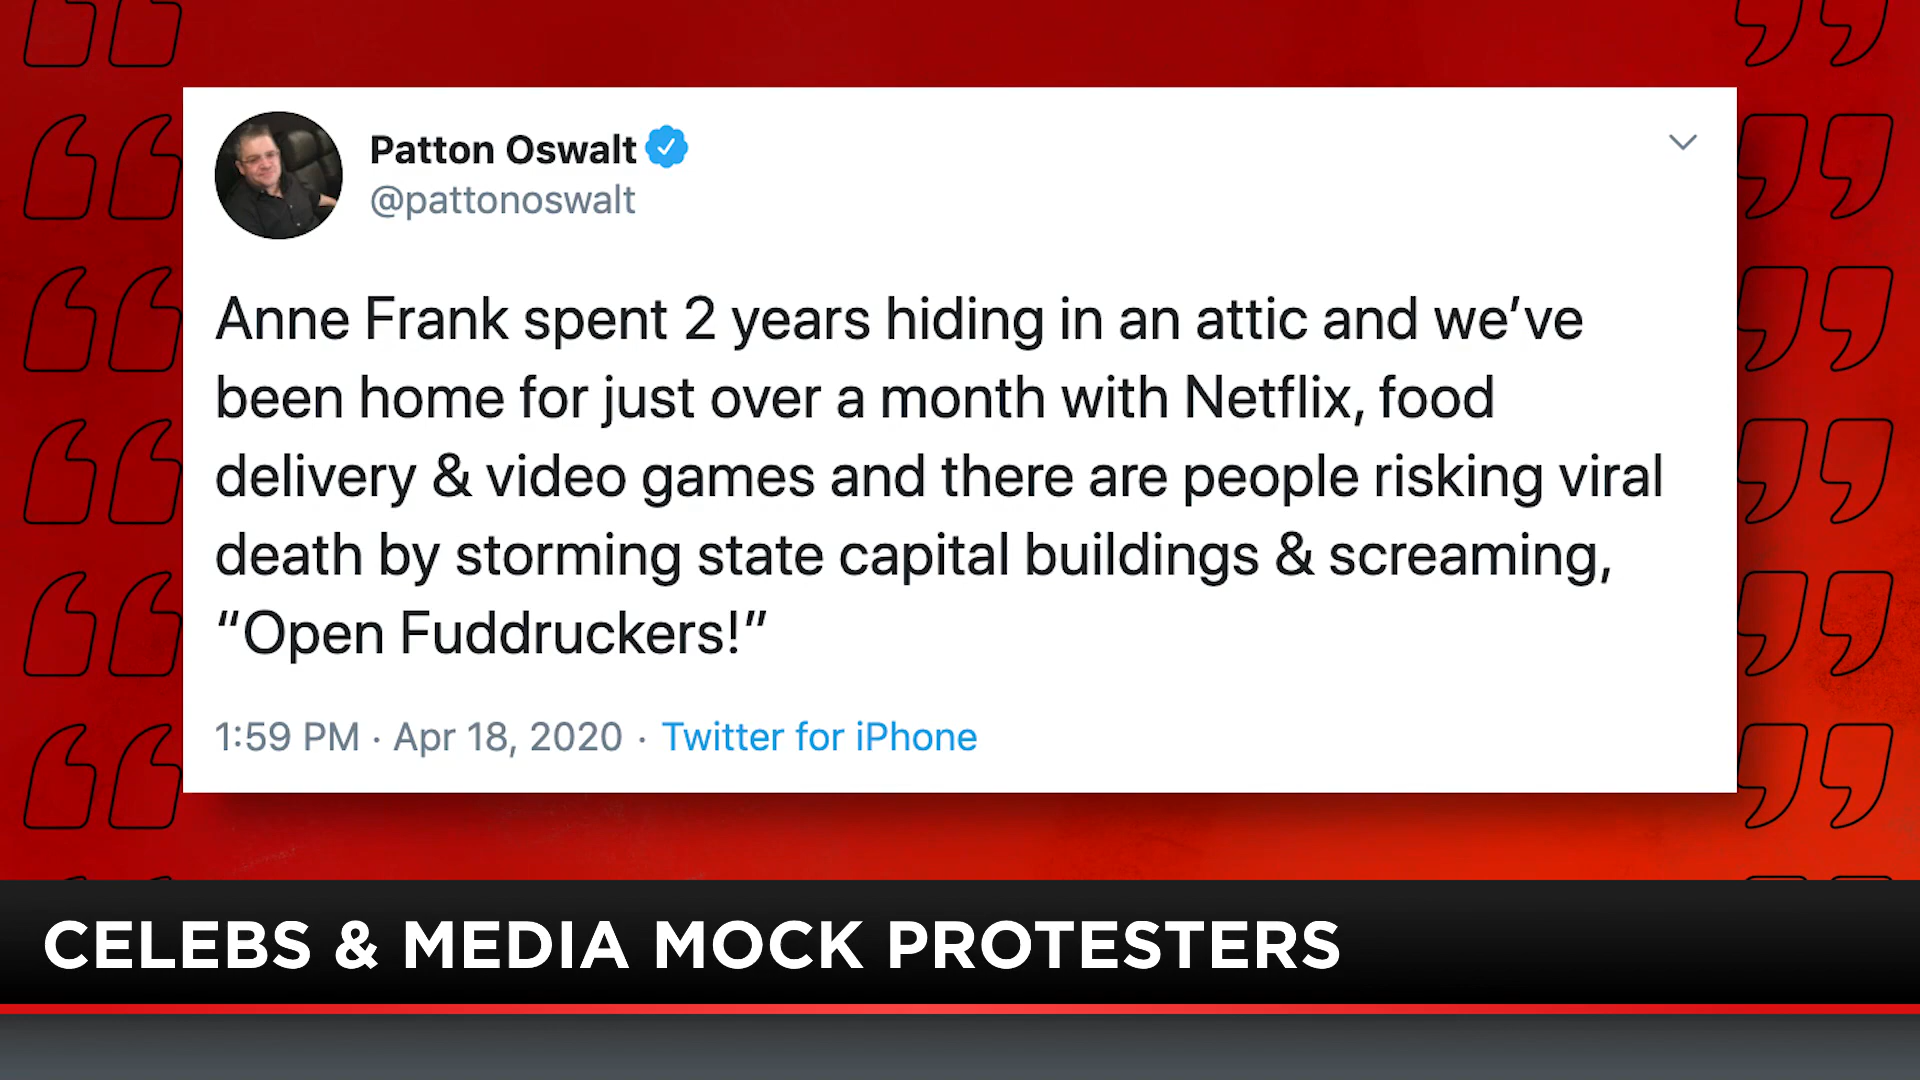 Patton Oswalt
@pattonoswalt
Anne Frank spent 2 years hiding in an attic and we’ve
been home for just over a month with Netflix, food
delivery & video games and there are people risking viral
death by storming state capital buildings & screaming,
“Open Fuddruckers!”
1:59 PM · Apr 18, 2020 · Twitter for iPhone
CELEBS & MEDIA MOCK PROTESTERS